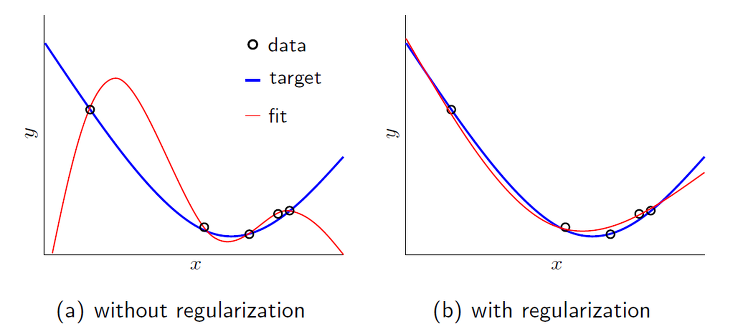 data
target
fit
y
x
(a) without regularization
y
x
(b) with regularization